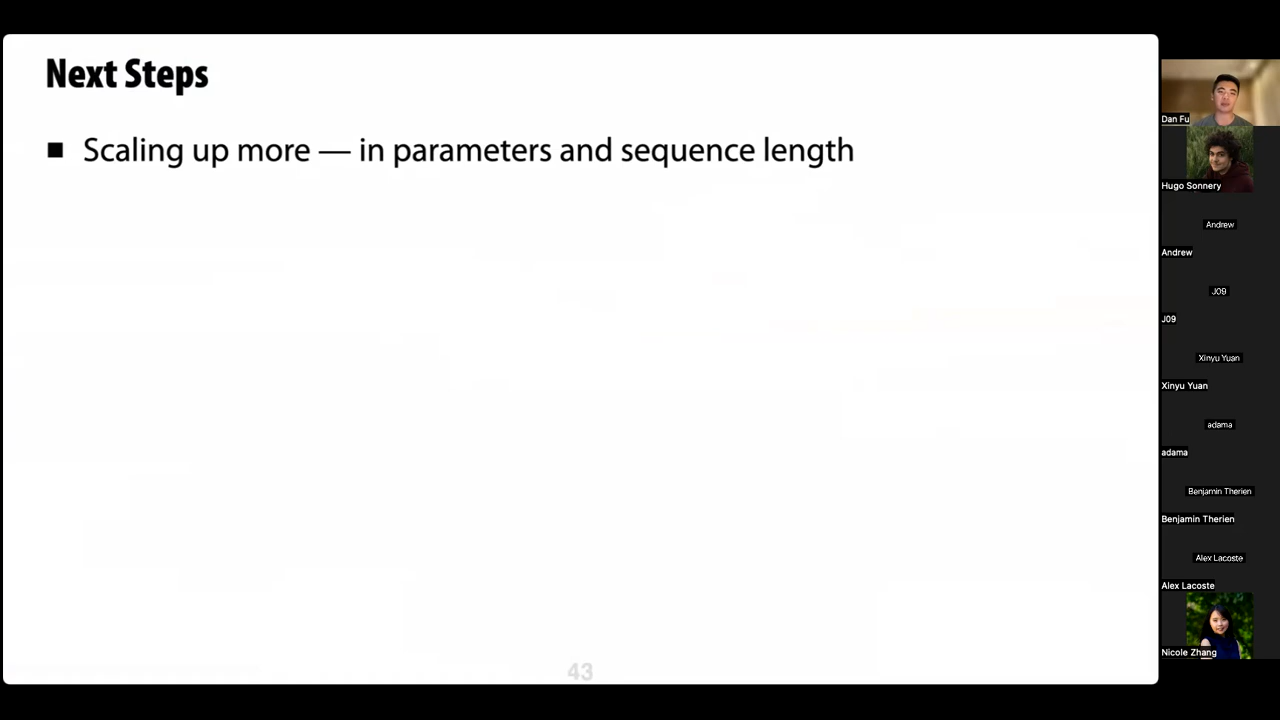 Next Steps
■ Scaling up more — in parameters and sequence length
43
Dan Fu
Hugo Sonnery
Andrew
Andrew
J09
J09
Xinyu Yuan
Xinyu Yuan
adama
adama
Benjamin Therien
Benjamin Therien
Alex Lacoste
Alex Lacoste
Nicole Zhang